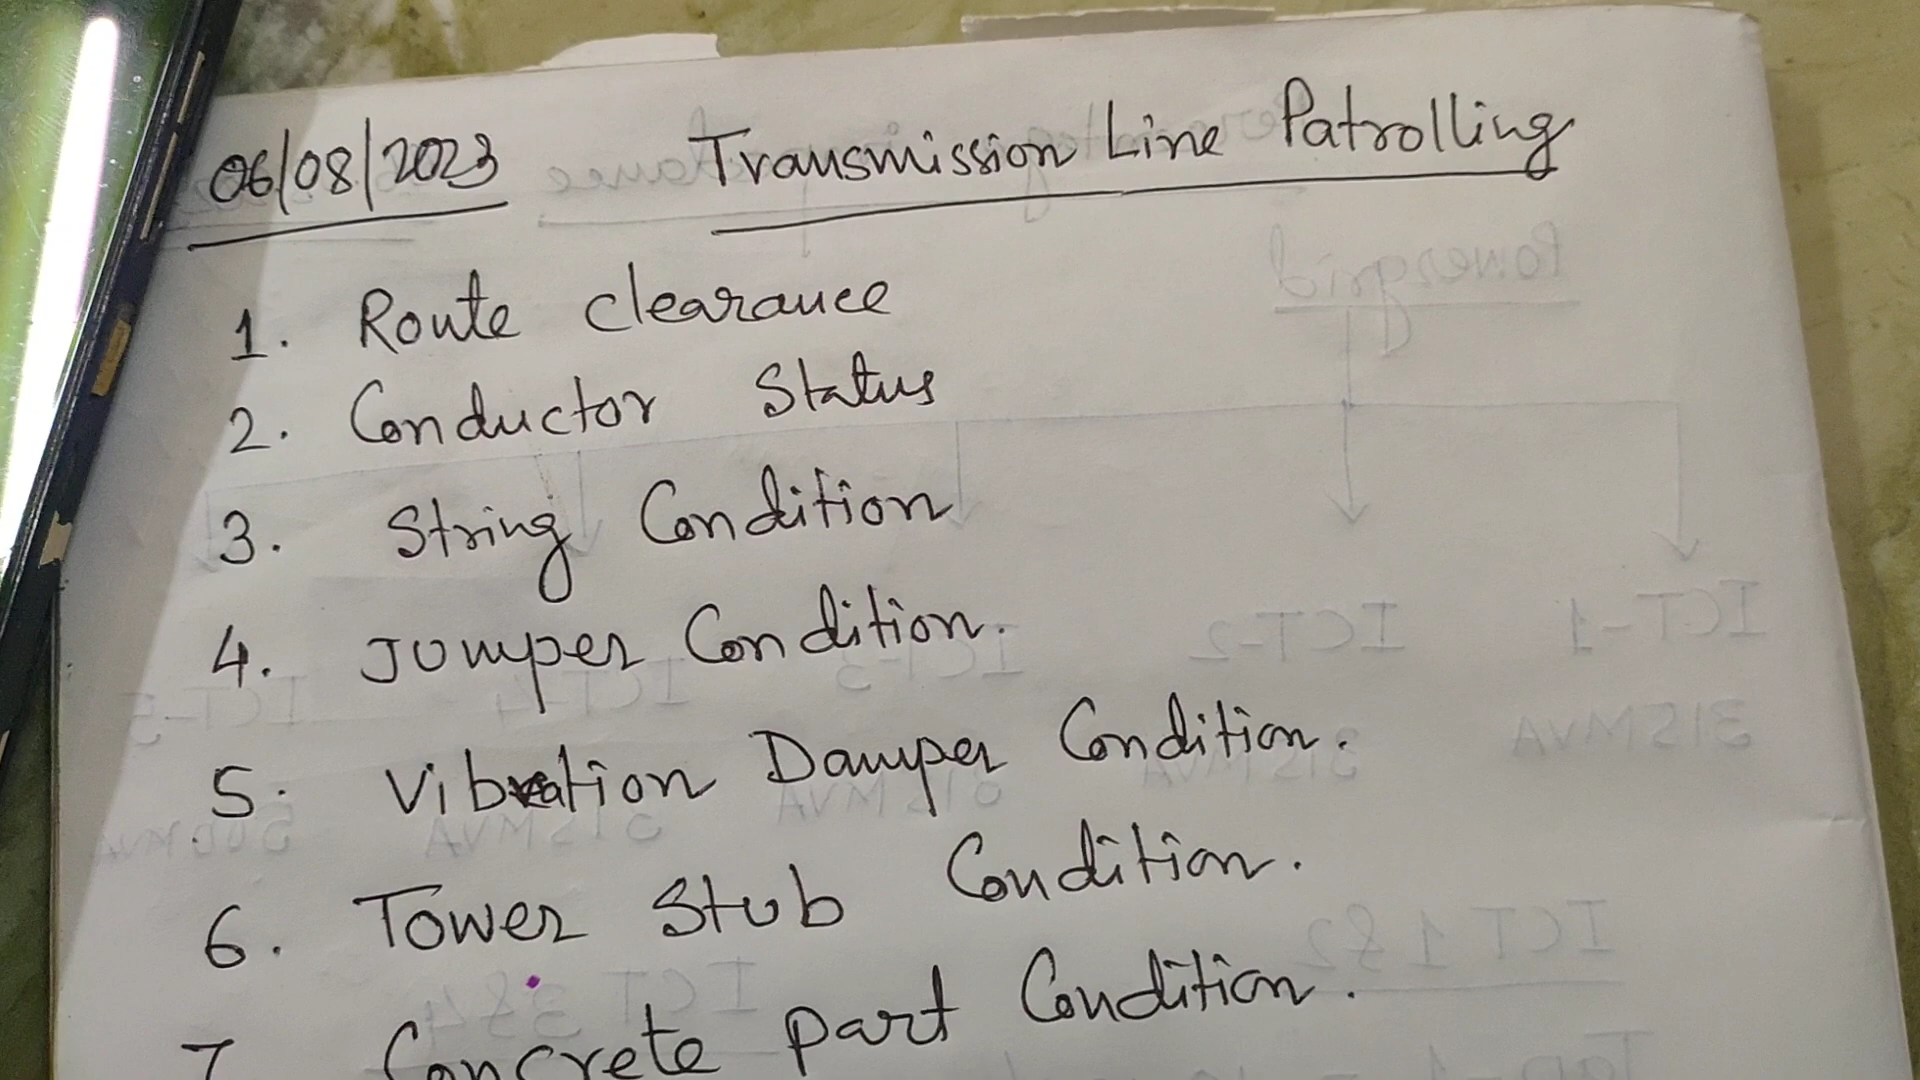 06/08/2023 Transmission Line Patrolling
1. Route clearance
2. Conductor Status
3. String Condition
4. Jumper Condition.
5. Vibration Damper Condition.
6. Tower Stub Condition.
7 Concrete part Condition.